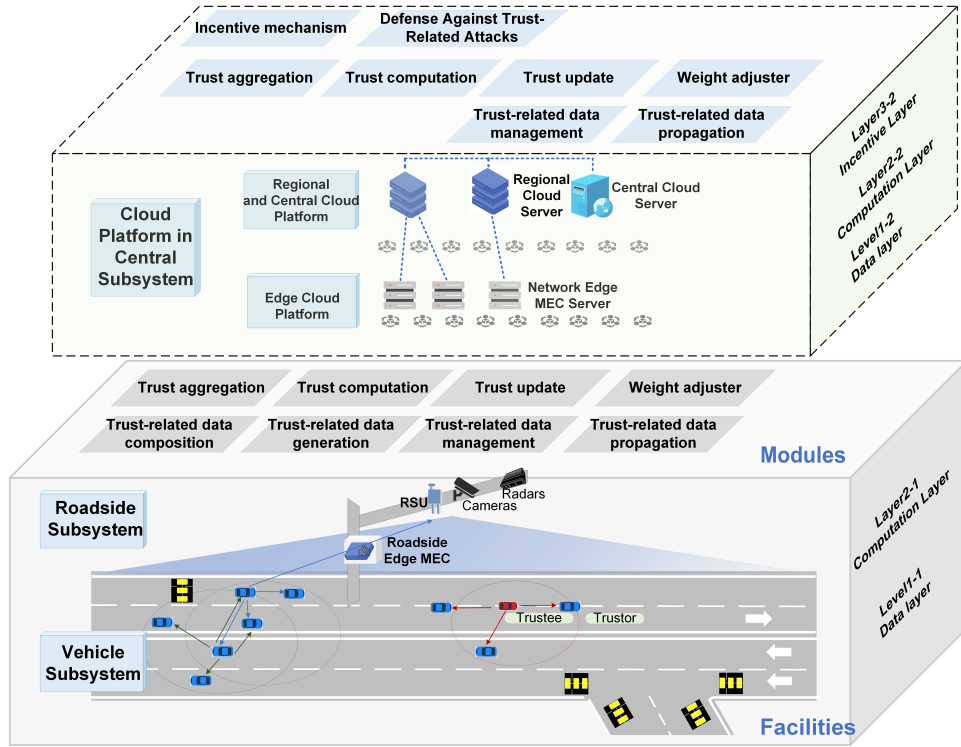 Incentive mechanism
Defense Against Trust-
Related Attacks
Trust aggregation
Trust computation
Trust update
Weight adjuster
Trust-related data
management
Trust-related data
propagation
Layer3-2
Incentive Layer
Layer2-2
Computation Layer
Level1-2
Data layer
Cloud
Platform in
Central
Subsystem
Regional
and Central Cloud
Platform
Regional
Cloud
Server
Central Cloud
Server
Edge Cloud
Platform
Network Edge
MEC Server
Trust aggregation
Trust computation
Trust update
Weight adjuster
Trust-related data
composition
Trust-related data
generation
Trust-related data
management
Trust-related data
propagation
Modules
Layer2-1
Computation Layer
Level1-1
Data layer
Roadside
Subsystem
RSU
P
Cameras
Radars
Roadside
Edge MEC
Trustee
Trustor
Vehicle
Subsystem
Facilities